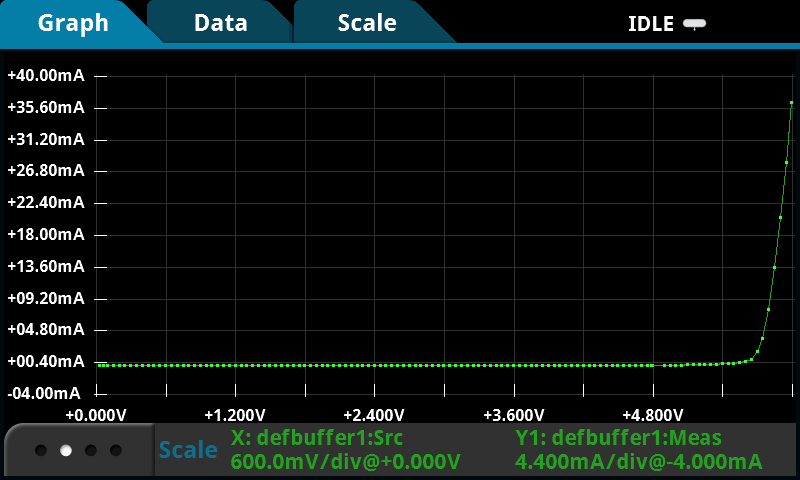 Graph Data Scale IDLE
+40.00mA
+35.60mA
+31.20mA
+26.80mA
+22.40mA
+18.00mA
+13.60mA
+09.20mA
+04.80mA
+00.40mA
-04.00mA
+0.000V +1.200V +2.400V +3.600V +4.800V
Scale
X: defbuffer1:Src
600.0mV/div@+0.000V
Y1: defbuffer1:Meas
4.400mA/div@-4.000mA